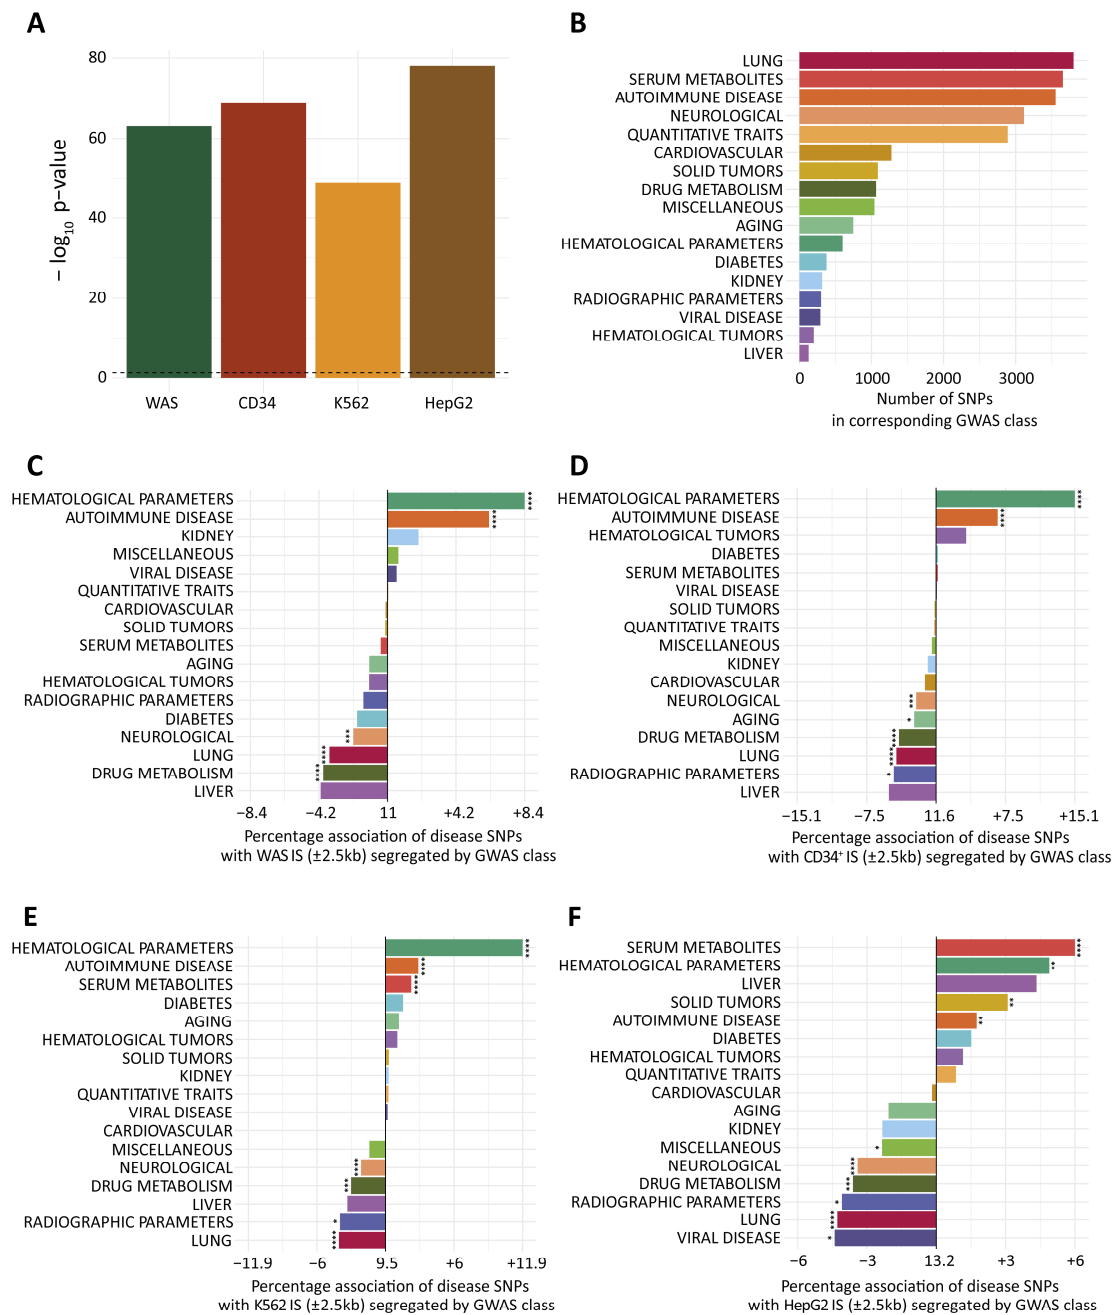 A
80
60
40
20
0
− log10 p−value
WAS
CD34
K562
HepG2
B
LUNG
SERUM METABOLITES
AUTOIMMUNE DISEASE
NEUROLOGICAL
QUANTITATIVE TRAITS
CARDIOVASCULAR
SOLID TUMORS
DRUG METABOLISM
MISCELLANEOUS
AGING
HEMATOLOGICAL PARAMETERS
DIABETES
KIDNEY
RADIOGRAPHIC PARAMETERS
VIRAL DISEASE
HEMATOLOGICAL TUMORS
LIVER
0 1000 2000 3000
Number of SNPs
in corresponding GWAS class
C
HEMATOLOGICAL PARAMETERS ****
AUTOIMMUNE DISEASE ****
KIDNEY
MISCELLANEOUS
VIRAL DISEASE
QUANTITATIVE TRAITS
CARDIOVASCULAR
SOLID TUMORS
SERUM METABOLITES
AGING
HEMATOLOGICAL TUMORS
RADIOGRAPHIC PARAMETERS
DIABETES
NEUROLOGICAL ***
LUNG ****
DRUG METABOLISM ****
LIVER
−8.4 −4.2 11 +4.2 +8.4
Percentage association of disease SNPs
with WAS IS (±2.5kb) segregated by GWAS class
D
HEMATOLOGICAL PARAMETERS ****
AUTOIMMUNE DISEASE ****
HEMATOLOGICAL TUMORS
DIABETES
SERUM METABOLITES
VIRAL DISEASE
SOLID TUMORS
QUANTITATIVE TRAITS
MISCELLANEOUS
KIDNEY
CARDIOVASCULAR
NEUROLOGICAL ***
AGING *
DRUG METABOLISM ****
LUNG ****
RADIOGRAPHIC PARAMETERS *
LIVER
−15.1 −7.5 11.6 +7.5 +15.1
Percentage association of disease SNPs
with CD34+ IS (±2.5kb) segregated by GWAS class
E
HEMATOLOGICAL PARAMETERS ****
AUTOIMMUNE DISEASE ****
SERUM METABOLITES ****
DIABETES
AGING
HEMATOLOGICAL TUMORS
SOLID TUMORS
KIDNEY
QUANTITATIVE TRAITS
VIRAL DISEASE
CARDIOVASCULAR
MISCELLANEOUS
NEUROLOGICAL ****
DRUG METABOLISM ***
LIVER
RADIOGRAPHIC PARAMETERS *
LUNG ****
−11.9 −6 9.5 +6 +11.9
Percentage association of disease SNPs
with K562 IS (±2.5kb) segregated by GWAS class
F
SERUM METABOLITES ****
HEMATOLOGICAL PARAMETERS **
LIVER
SOLID TUMORS **
AUTOIMMUNE DISEASE **
DIABETES
HEMATOLOGICAL TUMORS
QUANTITATIVE TRAITS
CARDIOVASCULAR
AGING
KIDNEY
MISCELLANEOUS *
NEUROLOGICAL ****
DRUG METABOLISM ***
RADIOGRAPHIC PARAMETERS *
LUNG ****
VIRAL DISEASE *
−6 −3 13.2 +3 +6
Percentage association of disease SNPs
with HepG2 IS (±2.5kb) segregated by GWAS class